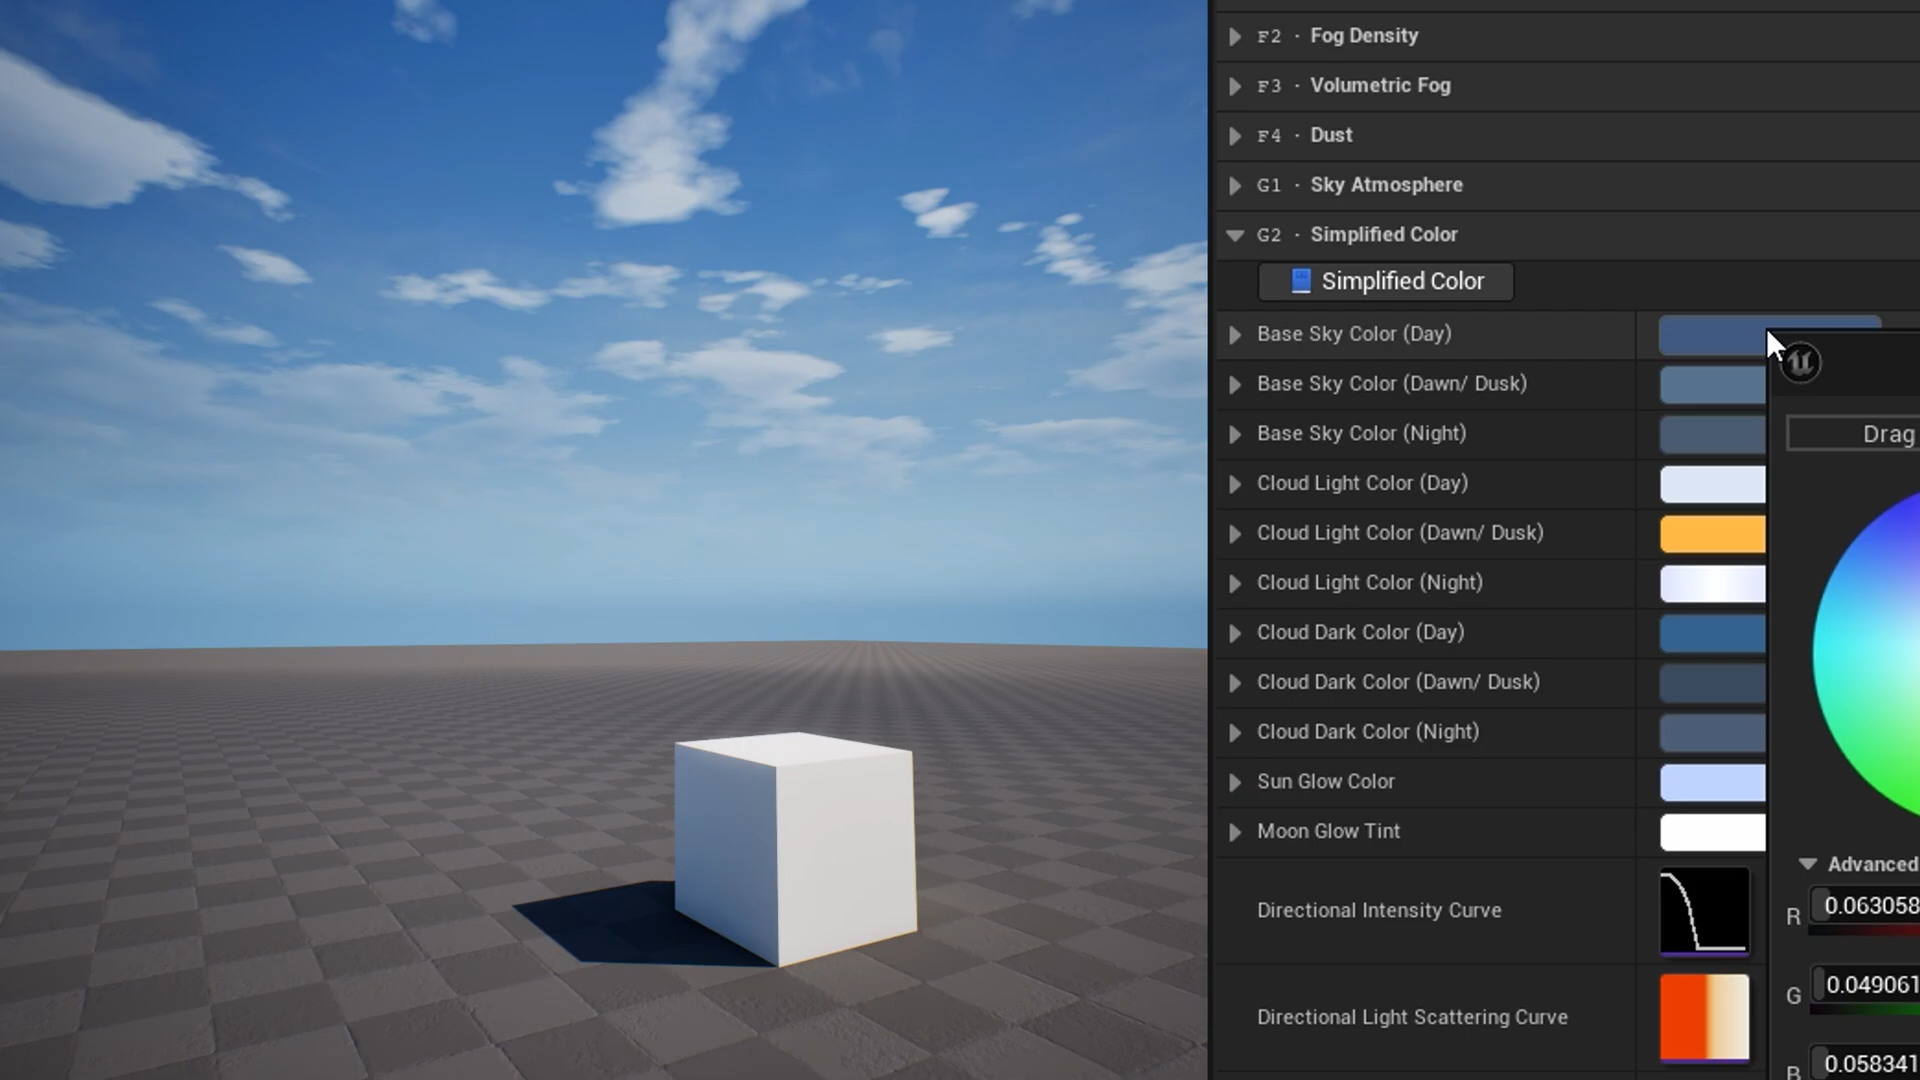 F2 · Fog Density
F3 · Volumetric Fog
F4 · Dust
G1 · Sky Atmosphere
G2 · Simplified Color
Simplified Color
Base Sky Color (Day)
Base Sky Color (Dawn/ Dusk)
Drag
Base Sky Color (Night)
Cloud Light Color (Day)
Cloud Light Color (Dawn/ Dusk)
Cloud Light Color (Night)
Cloud Dark Color (Day)
Cloud Dark Color (Dawn/ Dusk)
Cloud Dark Color (Night)
Sun Glow Color
Moon Glow Tint
Advanced
Directional Intensity Curve
R 0.063058
G 0.049061
Directional Light Scattering Curve
B 0.058341